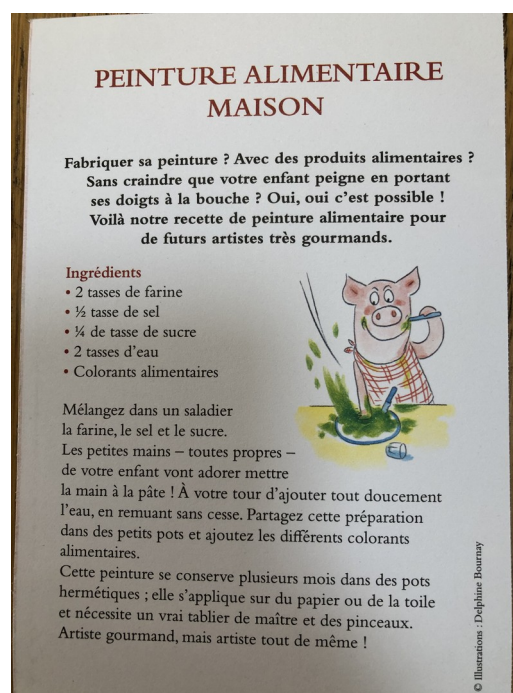 PEINTURE ALIMENTAIRE
MAISON
Fabriquer sa peinture ? Avec des produits alimentaires ?
Sans craindre que votre enfant peigne en portant
ses doigts à la bouche ? Oui, oui c'est possible !
Voilà notre recette de peinture alimentaire pour
de futurs artistes très gourmands.
Ingrédients
• 2 tasses de farine
• ½ tasse de sel
• ¼ de tasse de sucre
• 2 tasses d'eau
• Colorants alimentaires
Mélangez dans un saladier
la farine, le sel et le sucre.
Les petites mains – toutes propres –
de votre enfant vont adorer mettre
la main à la pâte ! À votre tour d'ajouter tout doucement
l'eau, en remuant sans cesse. Partagez cette préparation
dans des petits pots et ajoutez les différents colorants
alimentaires.
Cette peinture se conserve plusieurs mois dans des pots
hermétiques ; elle s'applique sur du papier ou de la toile
et nécessite un vrai tablier de maître et des pinceaux.
Artiste gourmand, mais artiste tout de même !
© Illustrations : Delphine Bournay